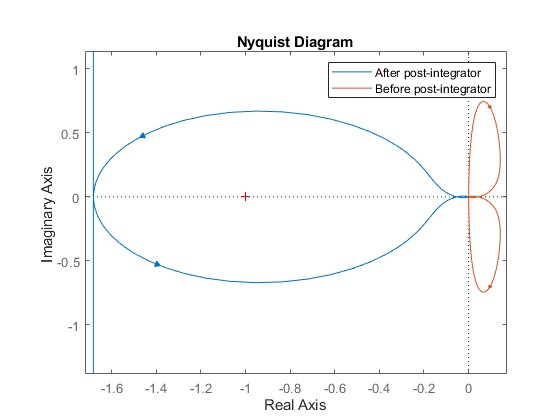 Nyquist Diagram
After post-integrator
Before post-integrator
Imaginary Axis
1
0.5
0
-0.5
-1
-1.6 -1.4 -1.2 -1 -0.8 -0.6 -0.4 -0.2 0
Real Axis